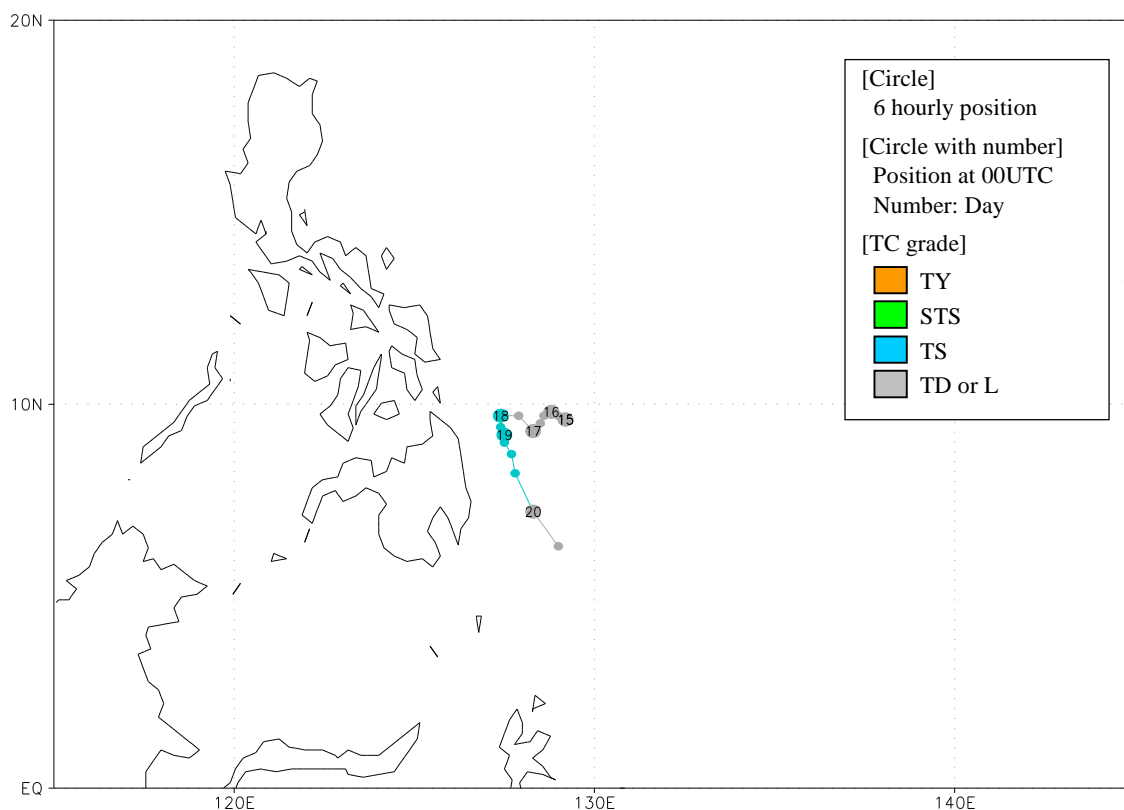 20N
[Circle]
6 hourly position
[Circle with number]
Position at 00UTC
Number: Day
[TC grade]
TY
STS
TS
TD or L
10N
18
16
15
17
19
20
EQ
120E
130E
140E